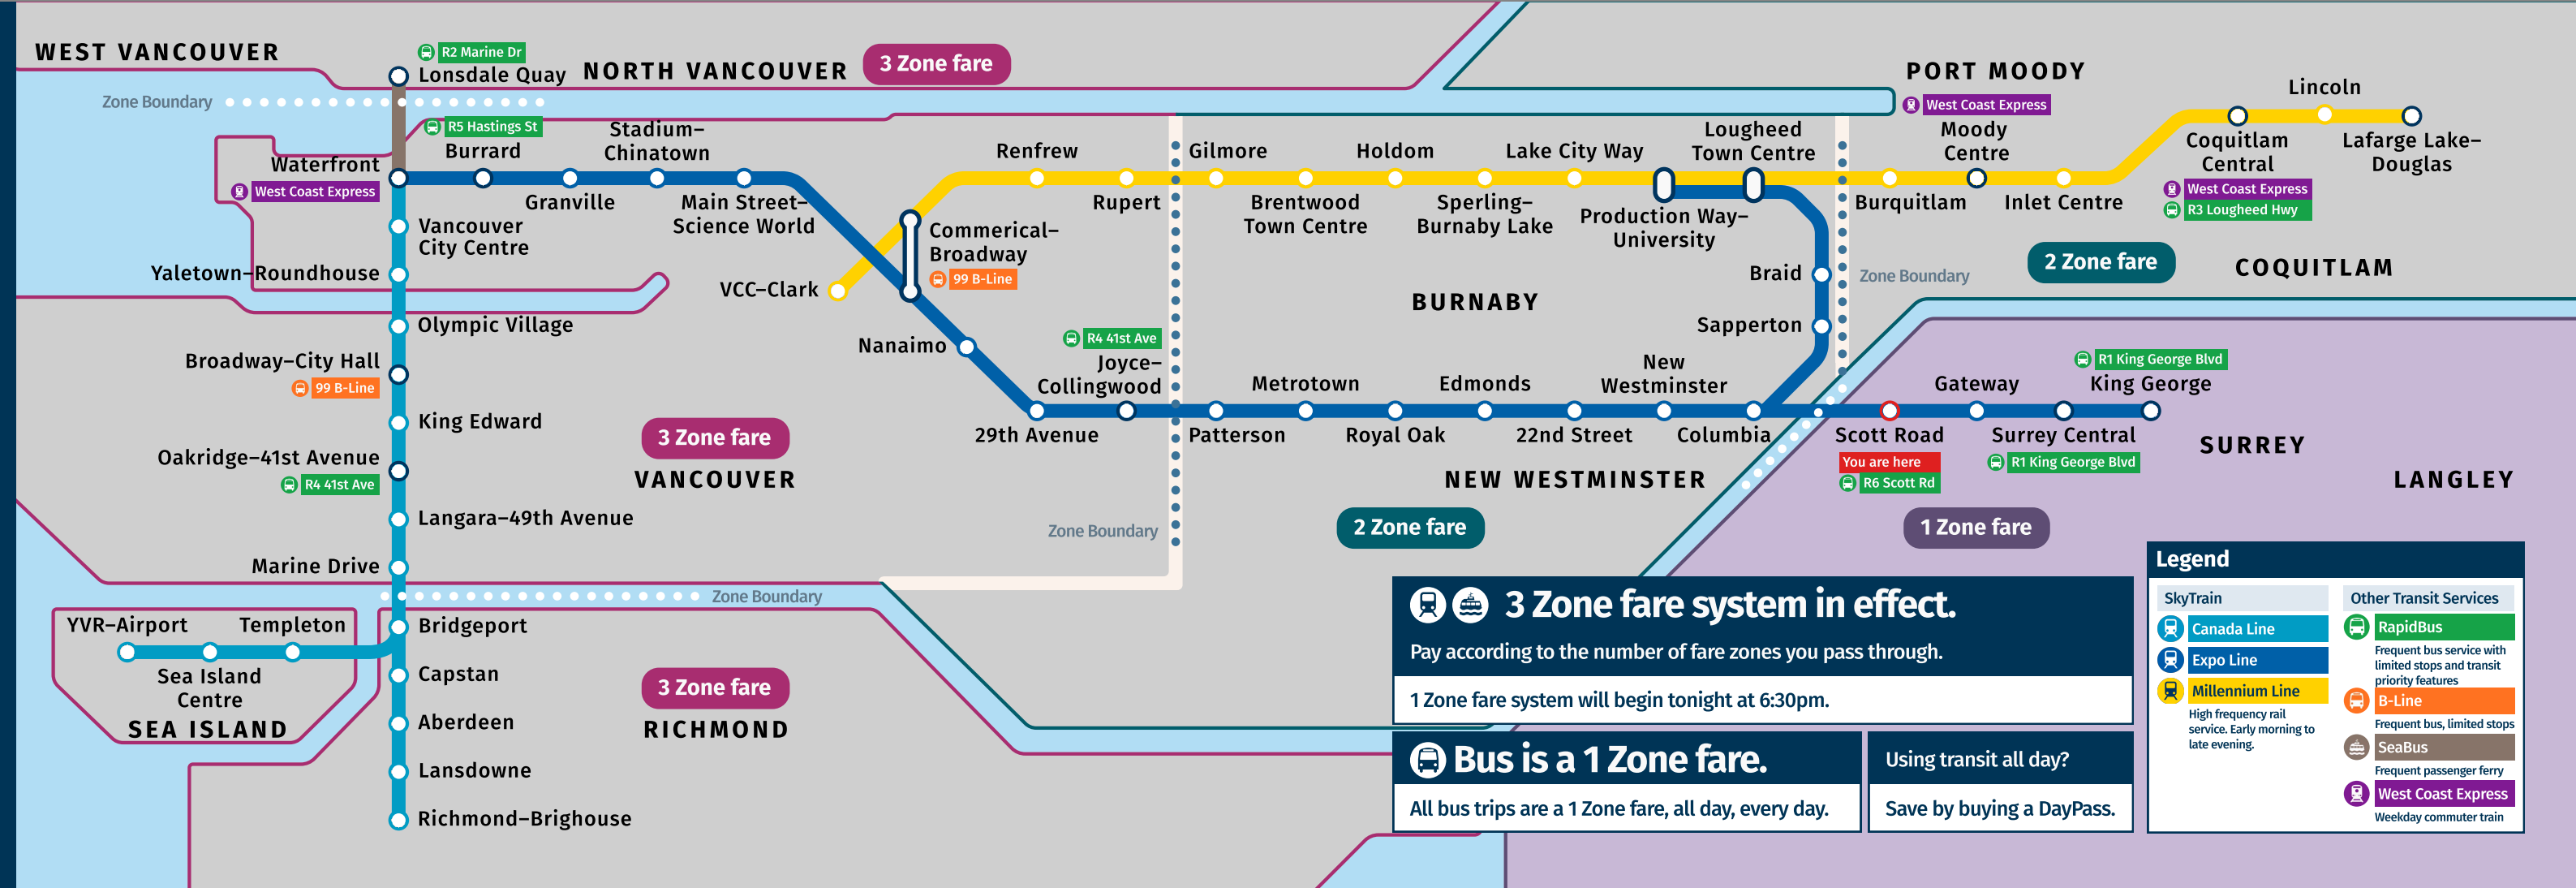 WEST VANCOUVER
R2 Marine Dr
Lonsdale Quay
NORTH VANCOUVER
3 Zone fare
Zone Boundary
R5 Hastings St
Burrard
Stadium–
Chinatown
Waterfront
West Coast Express
Granville
Main Street–
Science World
Vancouver
City Centre
Yaletown–Roundhouse
VCC–Clark
Commerical–
Broadway
99 B-Line
Olympic Village
Broadway–City Hall
99 B-Line
Nanaimo
R4 41st Ave
Joyce–
Collingwood
29th Avenue
King Edward
3 Zone fare
VANCOUVER
Oakridge–41st Avenue
R4 41st Ave
Langara–49th Avenue
Zone Boundary
Marine Drive
Zone Boundary
YVR–Airport
Templeton
Sea Island
Centre
SEA ISLAND
Bridgeport
Capstan
Aberdeen
Lansdowne
Richmond–Brighouse
3 Zone fare
RICHMOND
Renfrew
Rupert
Gilmore
Brentwood
Town Centre
Holdom
Sperling–
Burnaby Lake
Lake City Way
Production Way–
University
Lougheed
Town Centre
BURNABY
Braid
Sapperton
Zone Boundary
Metrotown
Edmonds
New
Westminster
Patterson
Royal Oak
22nd Street
Columbia
NEW WESTMINSTER
2 Zone fare
PORT MOODY
West Coast Express
Moody
Centre
Burquitlam
Inlet Centre
Lincoln
Coquitlam
Central
West Coast Express
R3 Lougheed Hwy
Lafarge Lake–
Douglas
2 Zone fare
COQUITLAM
R1 King George Blvd
Gateway
King George
Scott Road
You are here
R6 Scott Rd
Surrey Central
R1 King George Blvd
SURREY
LANGLEY
1 Zone fare
3 Zone fare system in effect.
Pay according to the number of fare zones you pass through.
1 Zone fare system will begin tonight at 6:30pm.
Bus is a 1 Zone fare.
All bus trips are a 1 Zone fare, all day, every day.
Using transit all day?
Save by buying a DayPass.
Legend
SkyTrain
Canada Line
Expo Line
Millennium Line
High frequency rail
service. Early morning to
late evening.
Other Transit Services
RapidBus
Frequent bus service with
limited stops and transit
priority features
B-Line
Frequent bus, limited stops
SeaBus
Frequent passenger ferry
West Coast Express
Weekday commuter train